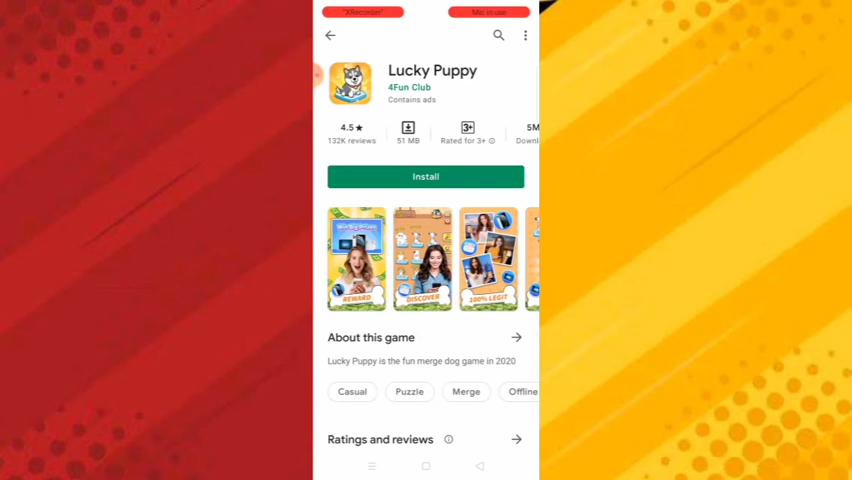 "XRecorder"
Mic in use
Lucky Puppy
4Fun Club
Contains ads
4.5★
132K reviews
51 MB
3+
Rated for 3+
5M
Downl
Install
REWARD
DISCOVER
100% LEGIT
About this game
Lucky Puppy is the fun merge dog game in 2020
Casual
Puzzle
Merge
Offline
Ratings and reviews